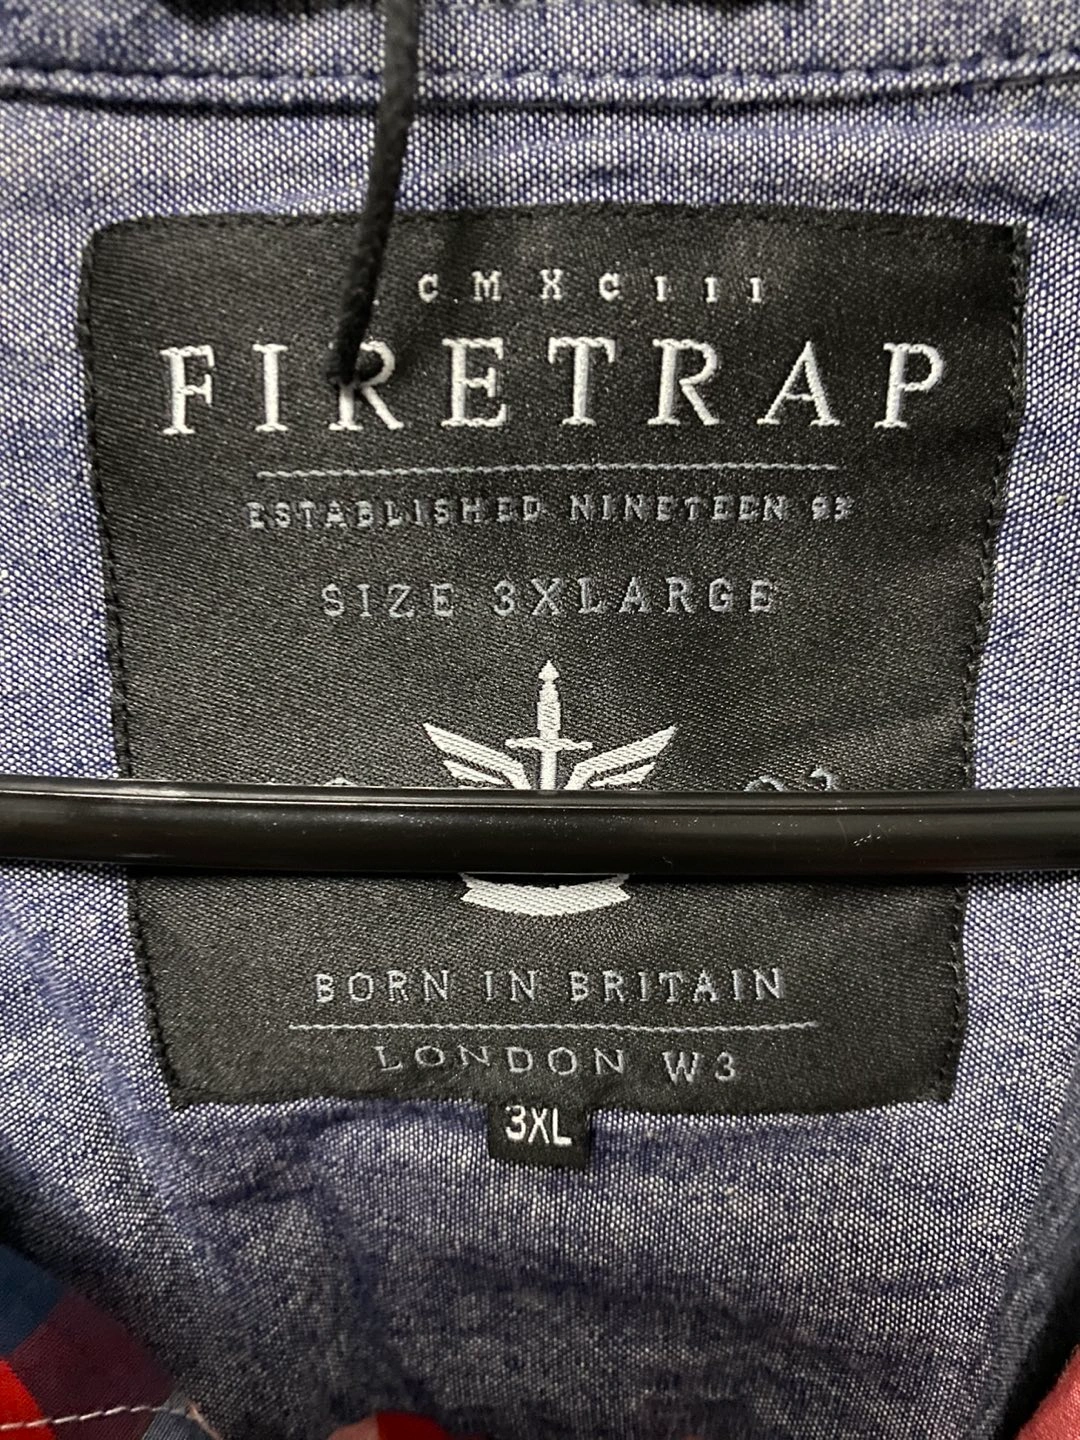 CMXCIII
FIRETRAP
ESTABLISHED NINETEEN 93
SIZE 3XLARGE
BORN IN BRITAIN
LONDON W3
3XL